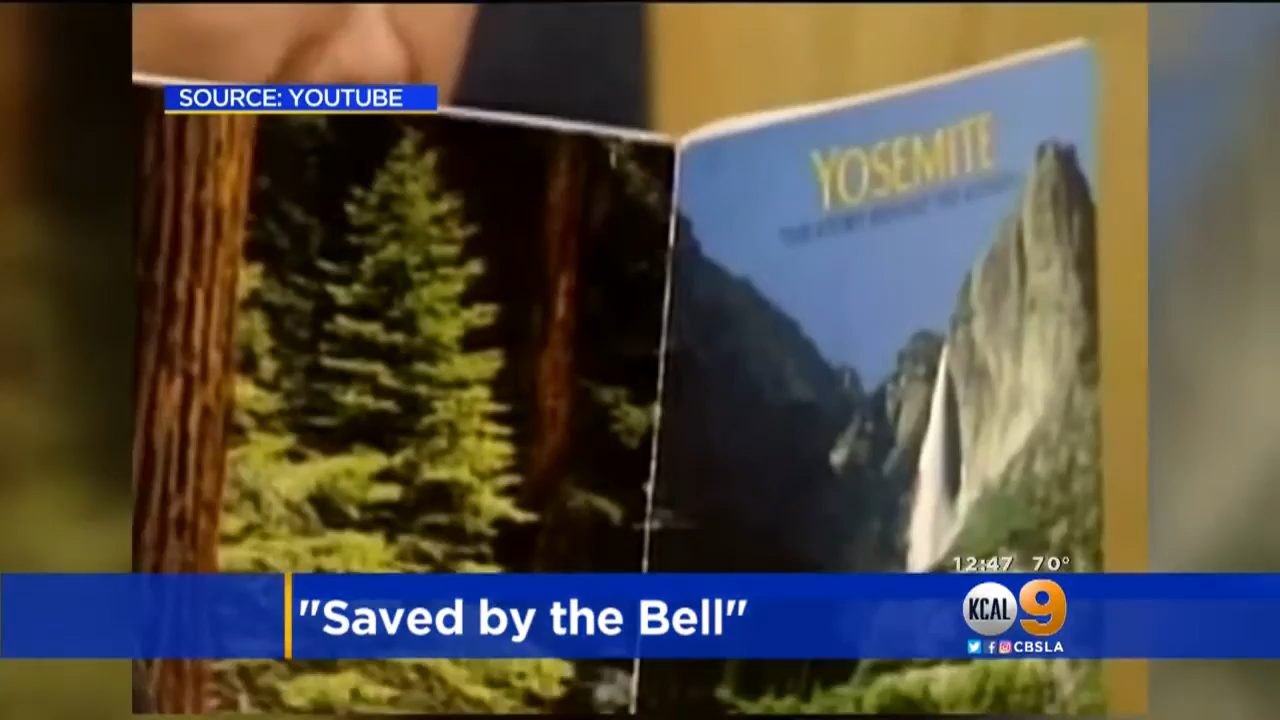 SOURCE: YOUTUBE
YOSEMITE
12:47 70°
"Saved by the Bell"
KCAL 9
CBSLA